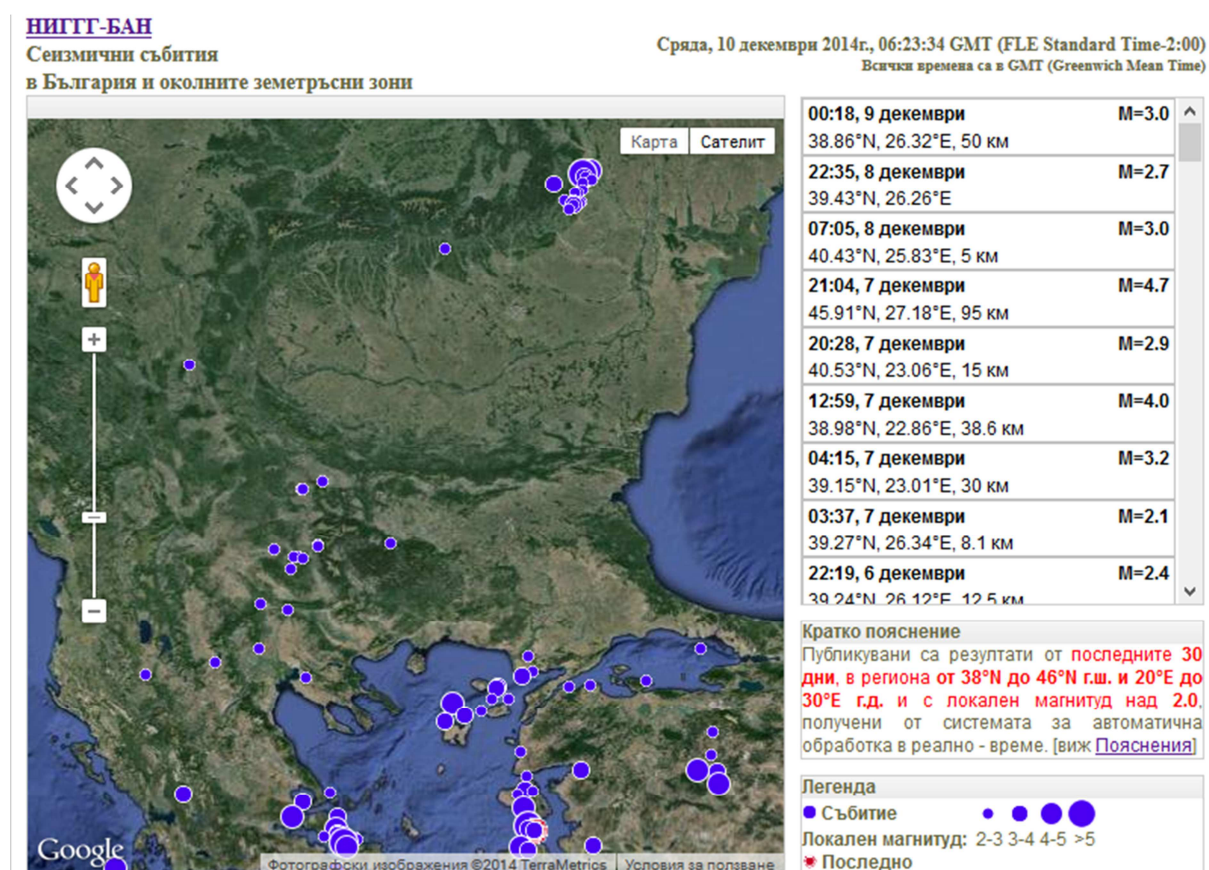 НИГГГ-БАН
Сеизмични събития
в България и околните земетръсни зони
Сряда, 10 декември 2014г., 06:23:34 GMT (FLE Standard Time-2:00)
Всички времена са в GMT (Greenwich Mean Time)
Карта Сателит
Google
Фотографски изображения ©2014 TerraMetrics Условия за ползване
00:18, 9 декември M=3.0
38.86°N, 26.32°E, 50 км
22:35, 8 декември M=2.7
39.43°N, 26.26°E
07:05, 8 декември M=3.0
40.43°N, 25.83°E, 5 км
21:04, 7 декември M=4.7
45.91°N, 27.18°E, 95 км
20:28, 7 декември M=2.9
40.53°N, 23.06°E, 15 км
12:59, 7 декември M=4.0
38.98°N, 22.86°E, 38.6 км
04:15, 7 декември M=3.2
39.15°N, 23.01°E, 30 км
03:37, 7 декември M=2.1
39.27°N, 26.34°E, 8.1 км
22:19, 6 декември M=2.4
39.24°N, 26.12°E, 12.5 км
Кратко пояснение
Публикувани са резултати от последните 30
дни, в региона от 38°N до 46°N г.ш. и 20°E до
30°E г.д. и с локален магнитуд над 2.0,
получени от системата за автоматична
обработка в реално - време. [виж Пояснения]
Легенда
Събитие
Локален магнитуд: 2-3 3-4 4-5 >5
Последно